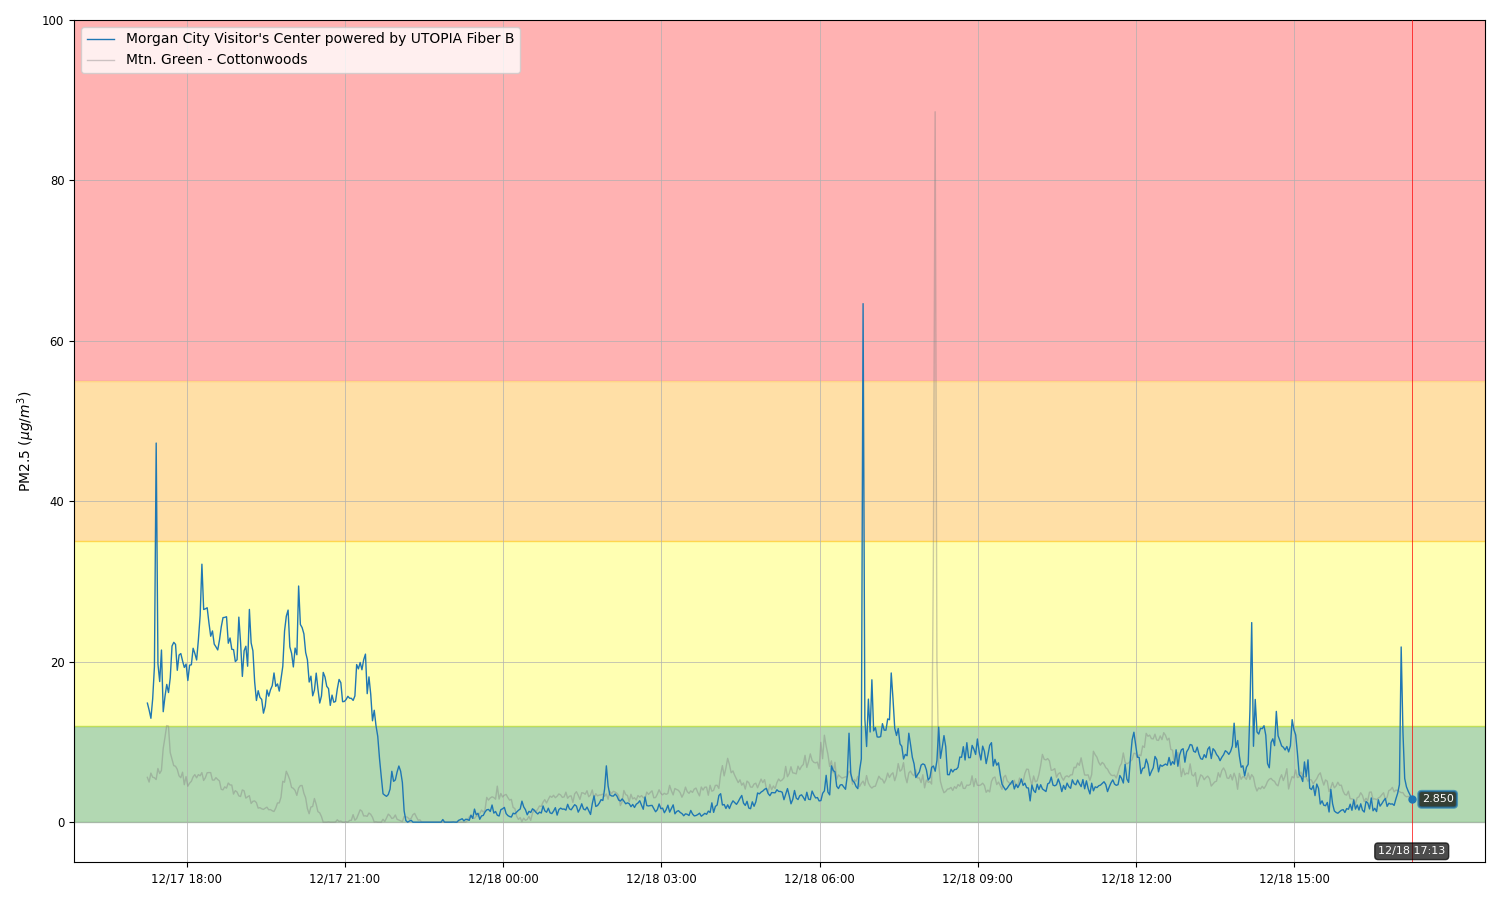 100
Morgan City Visitor's Center powered by UTOPIA Fiber B
Mtn. Green - Cottonwoods
80
60
PM2.5 (μg/m³)
40
20
2.850
0
12/18 17:13
12/17 18:00 12/17 21:00 12/18 00:00 12/18 03:00 12/18 06:00 12/18 09:00 12/18 12:00 12/18 15:00